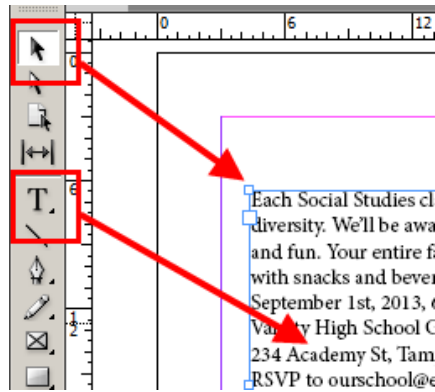 0 6 12
0
6
T
1
2
Each Social Studies cl
diversity. We'll be awa
and fun. Your entire fa
with snacks and bever
September 1st, 2013, 6
Varsity High School G
234 Academy St, Tam
RSVP to ourschool@e